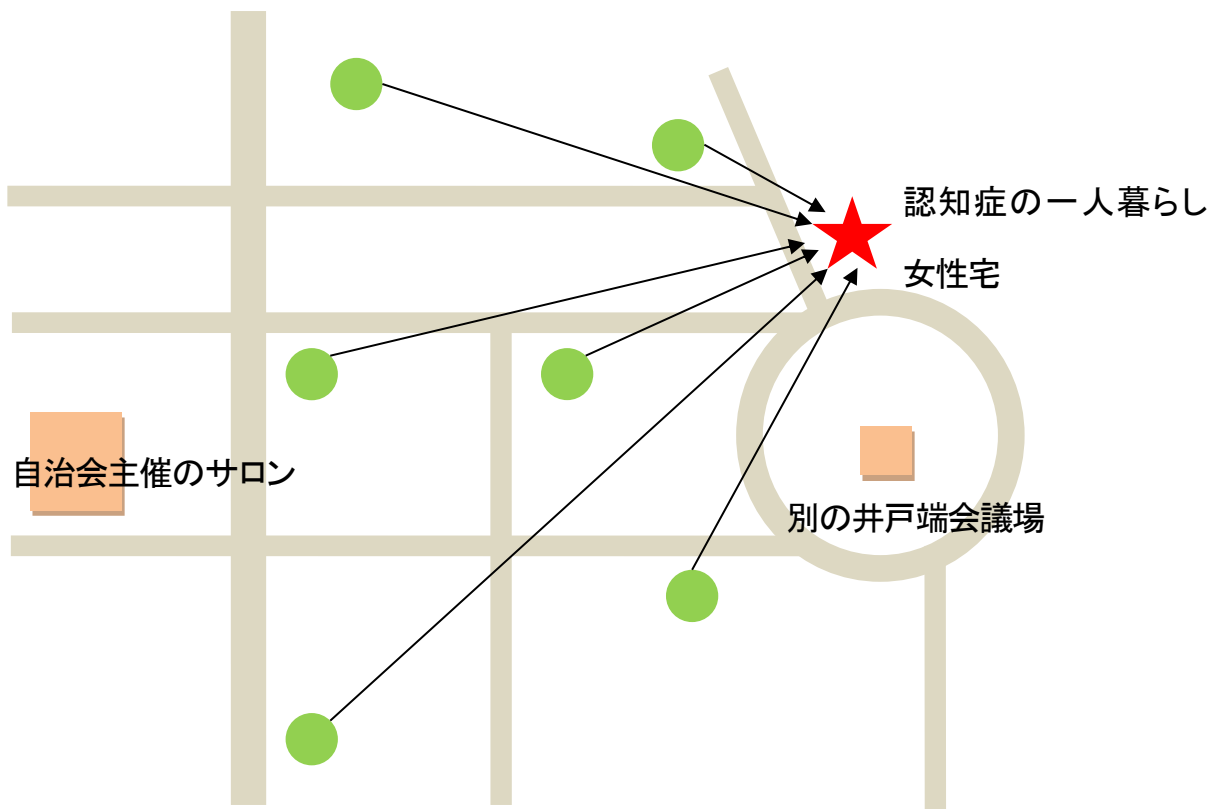 認知症の一人暮らし
女性宅
自治会主催のサロン
別の井戸端会議場